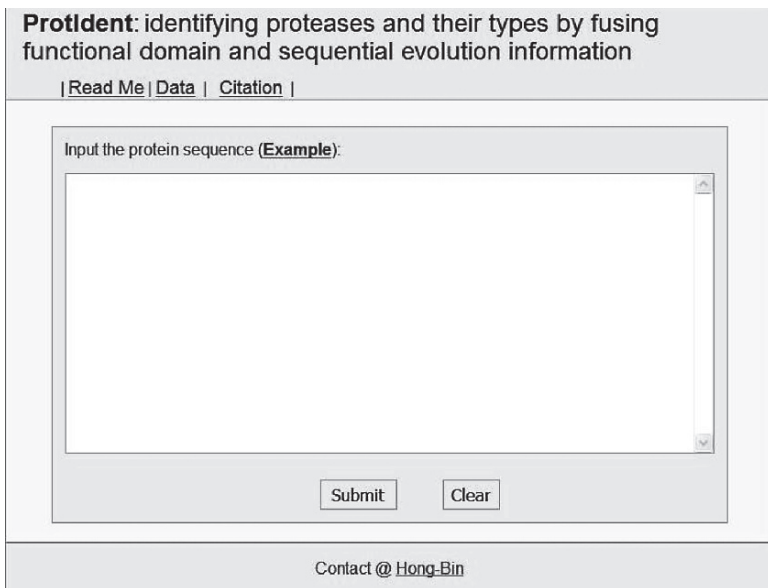 ProtIdent: identifying proteases and their types by fusing
functional domain and sequential evolution information
| Read Me | Data | Citation |
Input the protein sequence (Example):
Submit Clear
Contact @ Hong-Bin